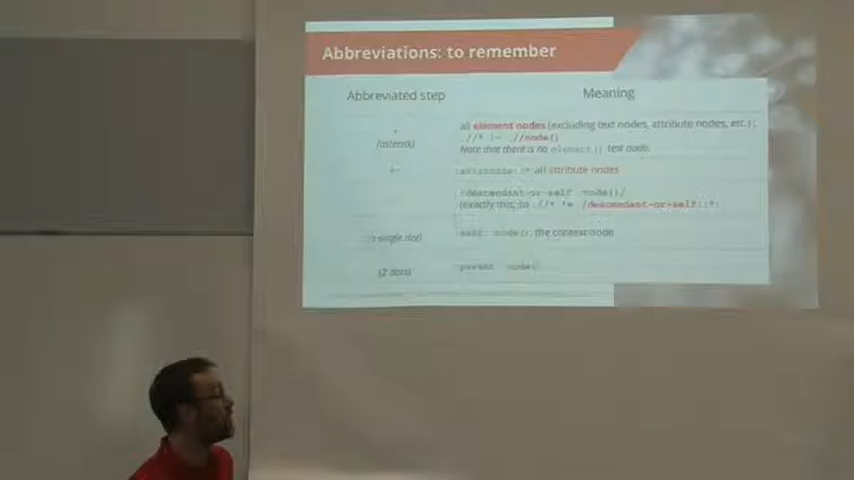 Abbreviations: to remember
Abbreviated step Meaning
*
(asterisk)
all element nodes (excluding text nodes, attribute nodes, etc.):
.//* != .//node()
Note that there is no element() test node.
attribute::* all attribute nodes
/descendant-or-self::node()/
(exactly this; so .//* != /descendant-or-self::*
(single dot) self::node(), the context node
(2 dots) parent::node()